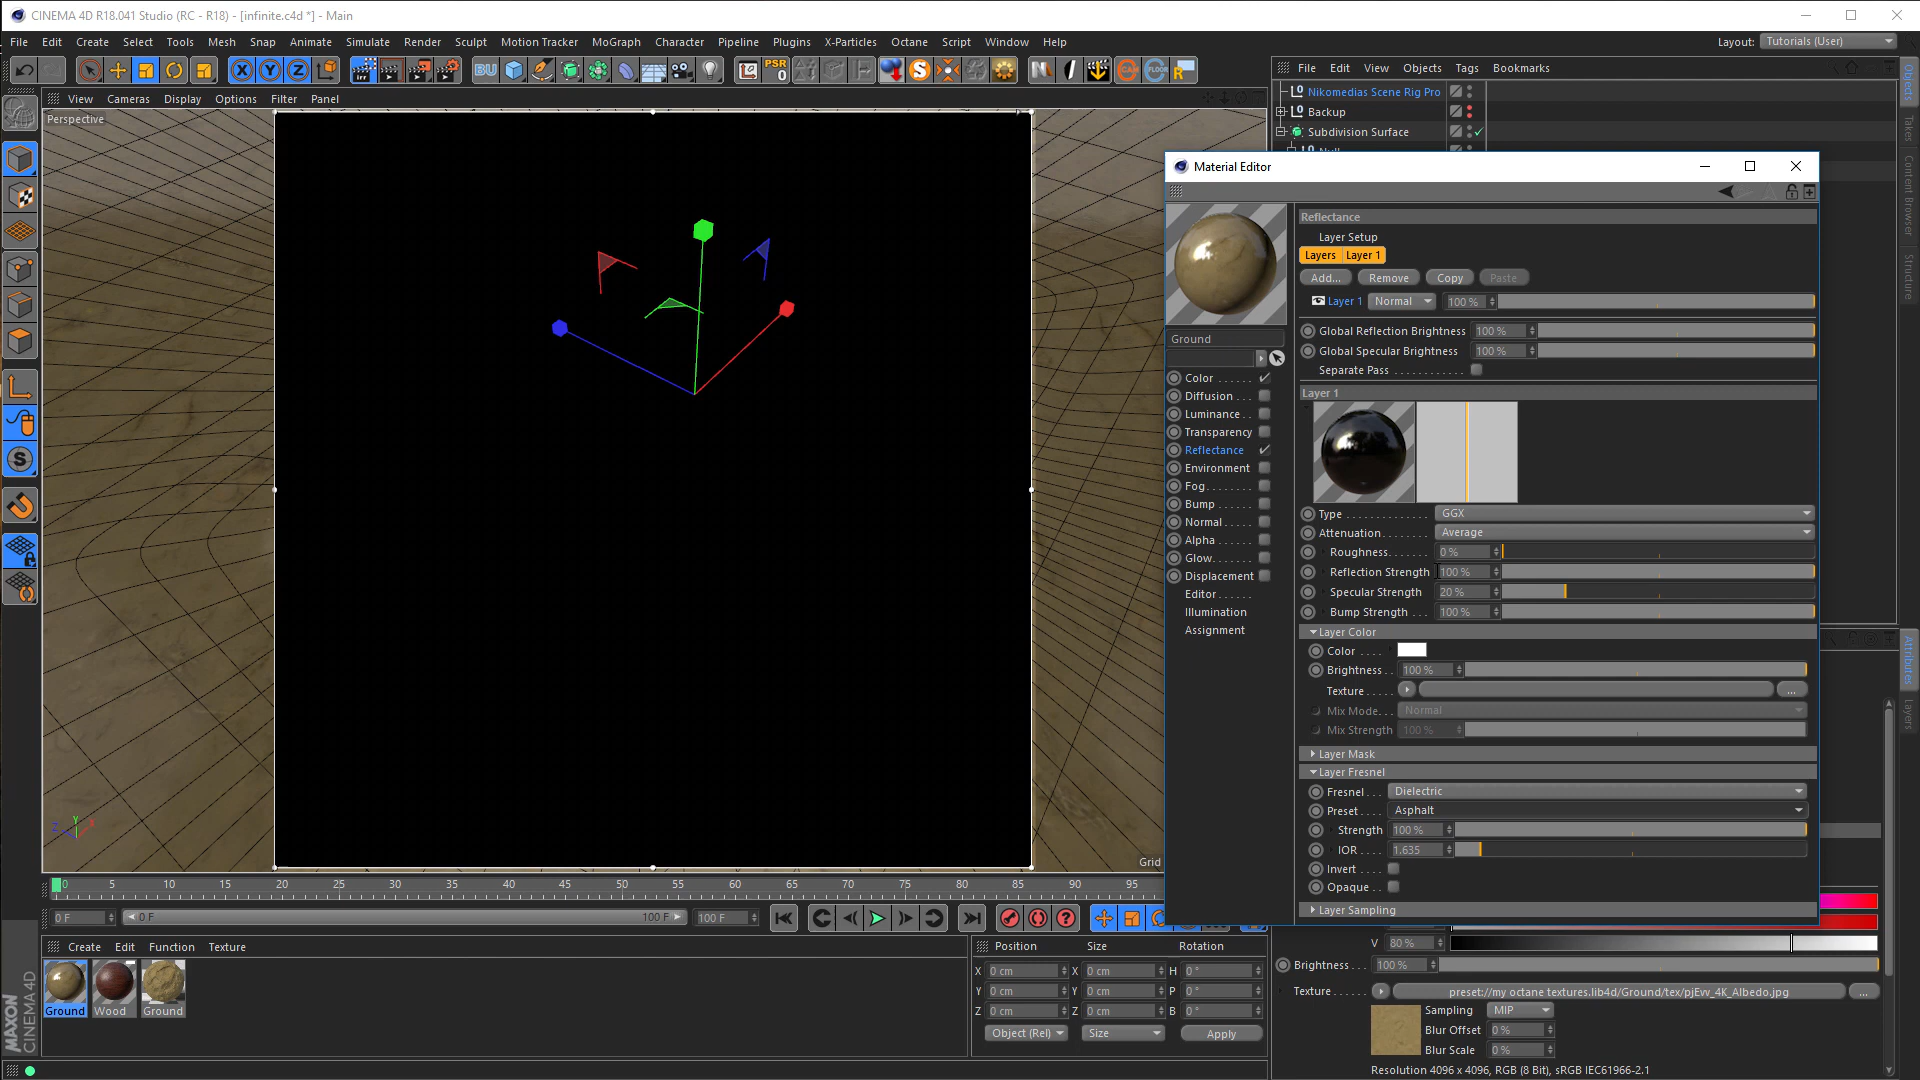 CINEMA 4D R18.041 Studio (RC - R18) - [infinite.c4d *] - Main
File Edit Create Select Tools Mesh Snap Animate Simulate Render Sculpt Motion Tracker MoGraph Character Pipeline Plugins X-Particles Octane Script Window Help
Layout: Tutorials (User)
X Y Z BU PSR 0 S N CAM FLOOR R
File Edit View Objects Tags Bookmarks
View Cameras Display Options Filter Panel
Perspective
Nikomedias Scene Rig Pro
Backup
Subdivision Surface
Objects
Takes
Content Browser
Structure
Attributes
Layers
Material Editor
Reflectance
Layer Setup
Layers Layer 1
Add... Remove Copy Paste
Layer 1 Normal 100 %
Global Reflection Brightness 100 %
Global Specular Brightness 100 %
Separate Pass
Layer 1
Ground
Color
Diffusion
Luminance
Transparency
Reflectance
Environment
Fog
Bump
Normal
Alpha
Glow
Displacement
Editor
Illumination
Assignment
Type GGX
Attenuation Average
Roughness 0 %
Reflection Strength 100 %
Specular Strength 20 %
Bump Strength 100 %
Layer Color
Color
Brightness 100 %
Texture ...
Mix Mode Normal
Mix Strength 100 %
Layer Mask
Layer Fresnel
Fresnel Dielectric
Preset Asphalt
Strength 100 %
IOR 1.635
Invert
Opaque
Layer Sampling
Z Y X
Grid
0 5 10 15 20 25 30 35 40 45 50 55 60 65 70 75 80 85 90 95
0 F 0 F 100 F 100 F
Create Edit Function Texture
Ground Wood Ground
Position Size Rotation
X 0 cm X 0 cm H 0 °
Y 0 cm Y 0 cm P 0 °
Z 0 cm Z 0 cm B 0 °
Object (Rel) Size Apply
V 80 %
Brightness 100 %
Texture preset://my octane textures.lib4d/Ground/tex/pjEvv_4K_Albedo.jpg ...
Sampling MIP
Blur Offset 0 %
Blur Scale 0 %
Resolution 4096 x 4096, RGB (8 Bit), sRGB IEC61966-2.1
MAXON
CINEMA 4D